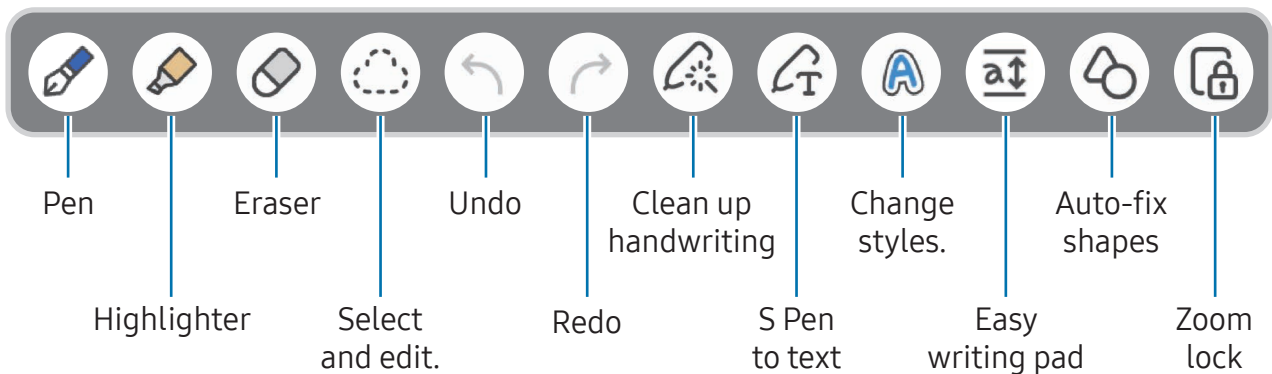 Pen
Eraser
Undo
Clean up
handwriting
Change
styles.
Auto-fix
shapes
Highlighter
Select
and edit.
Redo
S Pen
to text
Easy
writing pad
Zoom
lock